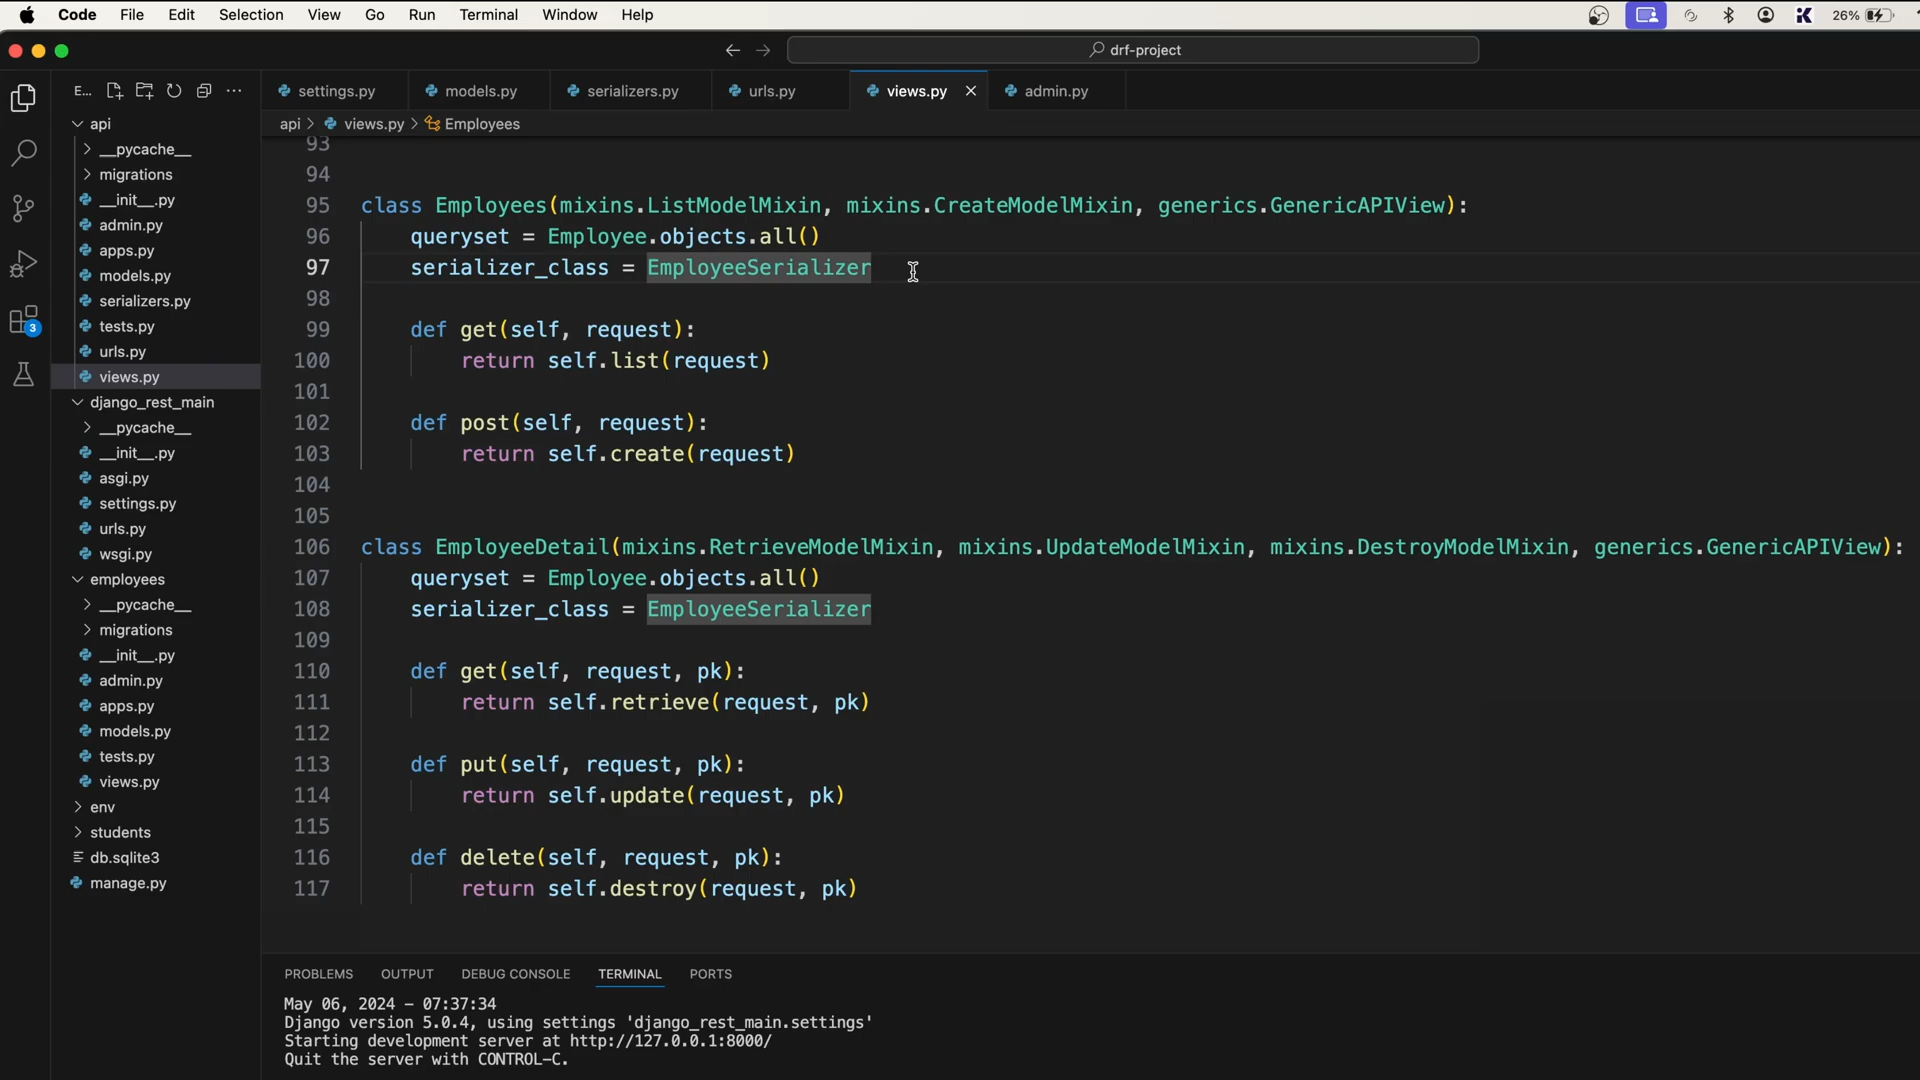 Code File Edit Selection View Go Run Terminal Window Help 26%
drf-project
E... settings.py models.py serializers.py urls.py views.py admin.py
api > views.py > Employees
api
__pycache__
migrations
__init__.py
admin.py
apps.py
models.py
serializers.py
tests.py
urls.py
views.py
django_rest_main
__pycache__
__init__.py
asgi.py
settings.py
urls.py
wsgi.py
employees
__pycache__
migrations
__init__.py
admin.py
apps.py
models.py
tests.py
views.py
env
students
db.sqlite3
manage.py
3
93
94
95 class Employees(mixins.ListModelMixin, mixins.CreateModelMixin, generics.GenericAPIView):
96 queryset = Employee.objects.all()
97 serializer_class = EmployeeSerializer
98
99 def get(self, request):
100 return self.list(request)
101
102 def post(self, request):
103 return self.create(request)
104
105
106 class EmployeeDetail(mixins.RetrieveModelMixin, mixins.UpdateModelMixin, mixins.DestroyModelMixin, generics.GenericAPIView):
107 queryset = Employee.objects.all()
108 serializer_class = EmployeeSerializer
109
110 def get(self, request, pk):
111 return self.retrieve(request, pk)
112
113 def put(self, request, pk):
114 return self.update(request, pk)
115
116 def delete(self, request, pk):
117 return self.destroy(request, pk)
PROBLEMS OUTPUT DEBUG CONSOLE TERMINAL PORTS
May 06, 2024 - 07:37:34
Django version 5.0.4, using settings 'django_rest_main.settings'
Starting development server at http://127.0.0.1:8000/
Quit the server with CONTROL-C.